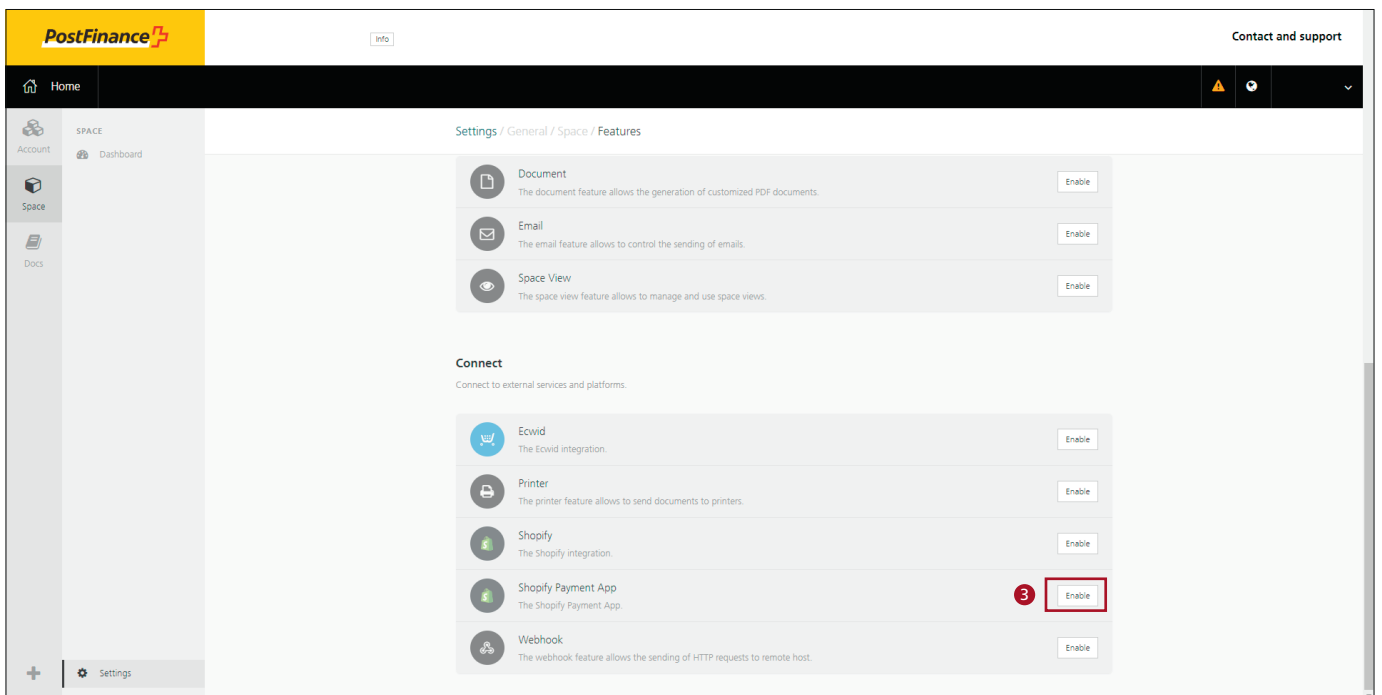 PostFinance
Info
Contact and support
Home
Account
SPACE
Dashboard
Space
Docs
Settings / General / Space / Features
Document
The document feature allows the generation of customized PDF documents.
Enable
Email
The email feature allows to control the sending of emails.
Enable
Space View
The space view feature allows to manage and use space views.
Enable
Connect
Connect to external services and platforms.
Ecwid
The Ecwid integration.
Enable
Printer
The printer feature allows to send documents to printers.
Enable
Shopify
The Shopify integration.
Enable
Shopify Payment App
The Shopify Payment App.
3
Enable
Webhook
The webhook feature allows the sending of HTTP requests to remote host.
Enable
Settings